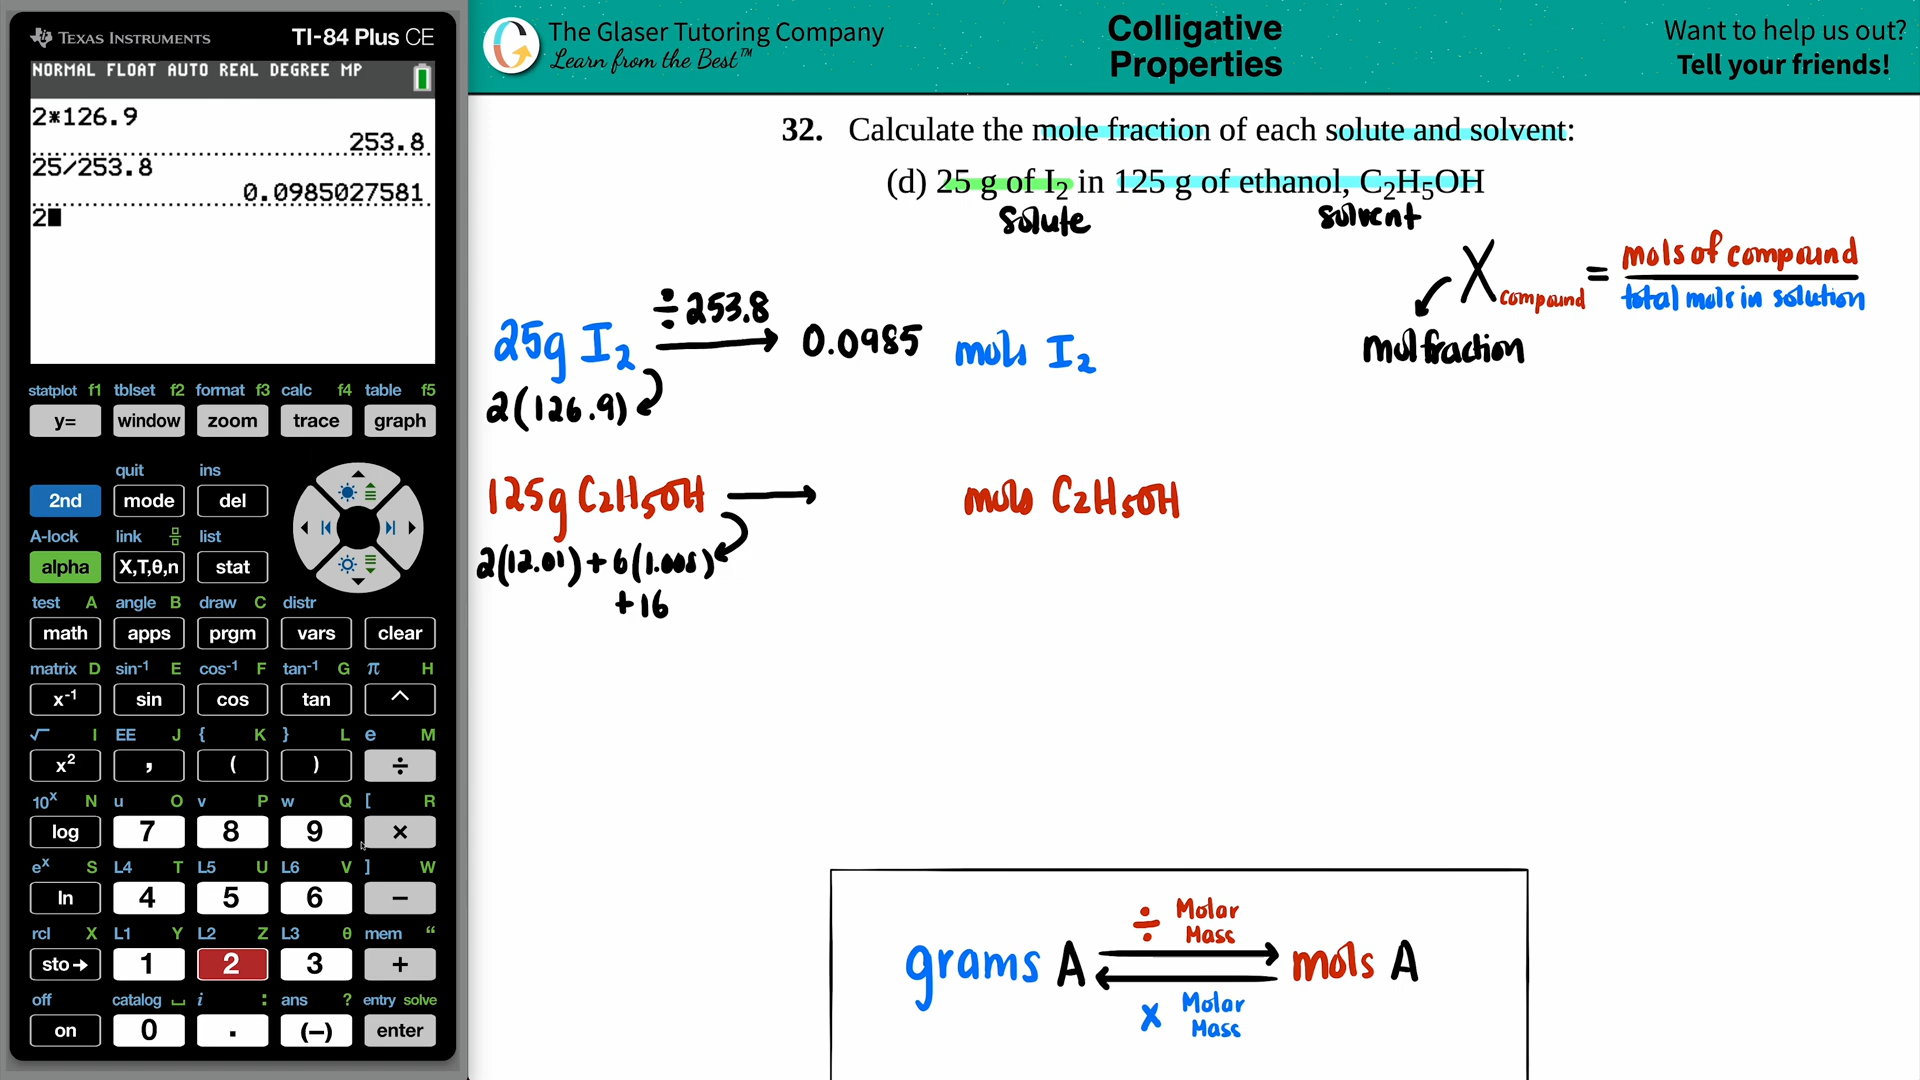 TEXAS INSTRUMENTS TI-84 Plus CE
NORMAL FLOAT AUTO REAL DEGREE MP
2*126.9
253.8
25/253.8
0.0985027581
2
statplot f1 tblset f2 format f3 calc f4 table f5
y= window zoom trace graph
quit ins
2nd mode del
A-lock link list
alpha X,T,θ,n stat
test A angle B draw C distr
math apps prgm vars clear
matrix D sin⁻¹ E cos⁻¹ F tan⁻¹ G π H
x⁻¹ sin cos tan ^
√ I EE J { K } L e M
x² , ( ) ÷
10ˣ N u O v P w Q [ R
log 7 8 9 ×
eˣ S L4 T L5 U L6 V ] W
ln 4 5 6 −
rcl X L1 Y L2 Z L3 θ mem “
sto→ 1 2 3 +
off catalog ⎵ i : ans ? entry solve
on 0 . (−) enter
The Glaser Tutoring Company
Learn from the Best™
Colligative
Properties
Want to help us out?
Tell your friends!
32. Calculate the mole fraction of each solute and solvent:
(d) 25 g of I₂ in 125 g of ethanol, C₂H₅OH
solute solvent
X compound = mols of compound
total mols in solution
mol fraction
÷ 253.8
25g I₂ → 0.0985 mols I₂
2(126.9)
125g C₂H₅OH → mols C₂H₅OH
2(12.01) + 6(1.008)
+16
÷ Molar
Mass
grams A mols A
x Molar
Mass